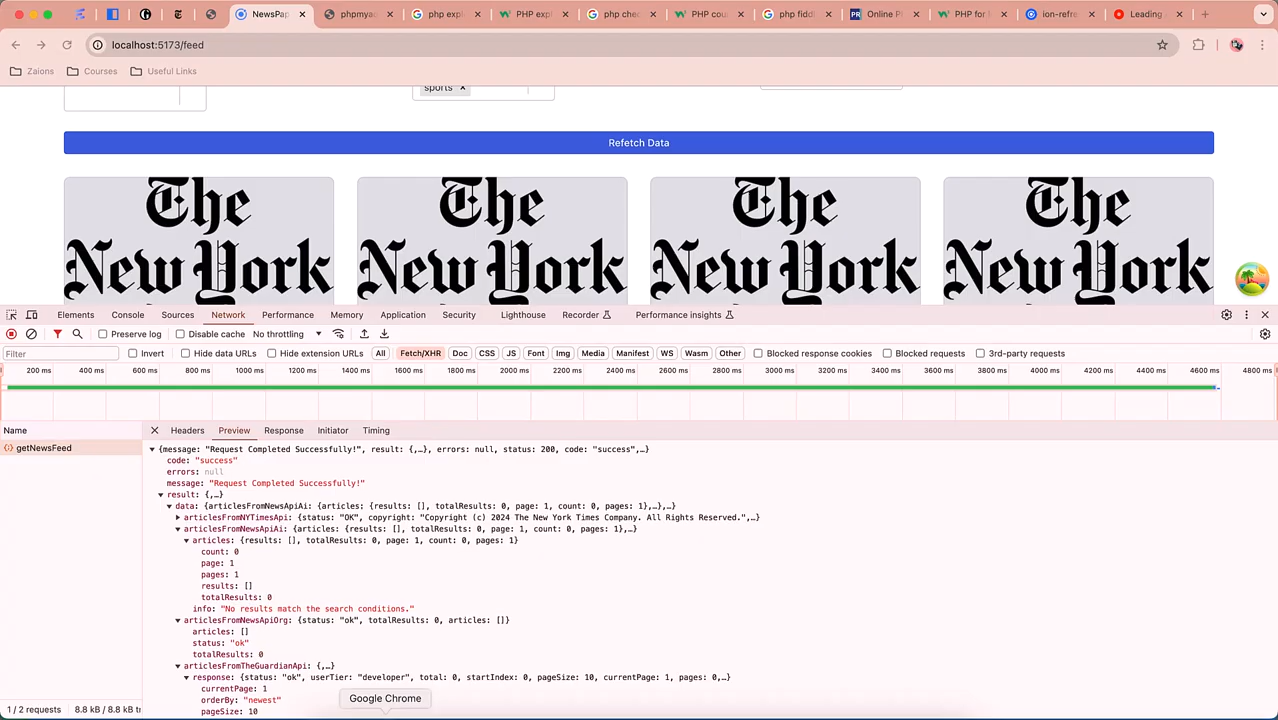 NewsPap
phpmyad
php expl
PHP expl
php chec
PHP cou
php fiddl
Online P
PHP for
ion-refre
Leading -
localhost:5173/feed
Zaions
Courses
Useful Links
sports ×
Refetch Data
The The The The
New York New York New York New York
Elements Console Sources Network Performance Memory Application Security Lighthouse Recorder Performance insights
Preserve log Disable cache No throttling
Filter Invert Hide data URLs Hide extension URLs All Fetch/XHR Doc CSS JS Font Img Media Manifest WS Wasm Other Blocked response cookies Blocked requests 3rd-party requests
200 ms 400 ms 600 ms 800 ms 1000 ms 1200 ms 1400 ms 1600 ms 1800 ms 2000 ms 2200 ms 2400 ms 2600 ms 2800 ms 3000 ms 3200 ms 3400 ms 3600 ms 3800 ms 4000 ms 4200 ms 4400 ms 4600 ms 4800 ms
Name Headers Preview Response Initiator Timing
getNewsFeed
{message: "Request Completed Successfully!", result: {,…}, errors: null, status: 200, code: "success",…}
code: "success"
errors: null
message: "Request Completed Successfully!"
result: {,…}
data: {articlesFromNewsApiAi: {articles: {results: [], totalResults: 0, page: 1, count: 0, pages: 1},…},…}
articlesFromNYTimesApi: {status: "OK", copyright: "Copyright (c) 2024 The New York Times Company. All Rights Reserved.",…}
articlesFromNewsApiAi: {articles: {results: [], totalResults: 0, page: 1, count: 0, pages: 1},…}
articles: {results: [], totalResults: 0, page: 1, count: 0, pages: 1}
count: 0
page: 1
pages: 1
results: []
totalResults: 0
info: "No results match the search conditions."
articlesFromNewsApiOrg: {status: "ok", totalResults: 0, articles: []}
articles: []
status: "ok"
totalResults: 0
articlesFromTheGuardianApi: {,…}
response: {status: "ok", userTier: "developer", total: 0, startIndex: 0, pageSize: 10, currentPage: 1, pages: 0,…}
currentPage: 1
orderBy: "newest"
pageSize: 10
Google Chrome
1 / 2 requests 8.8 kB / 8.8 kB tr